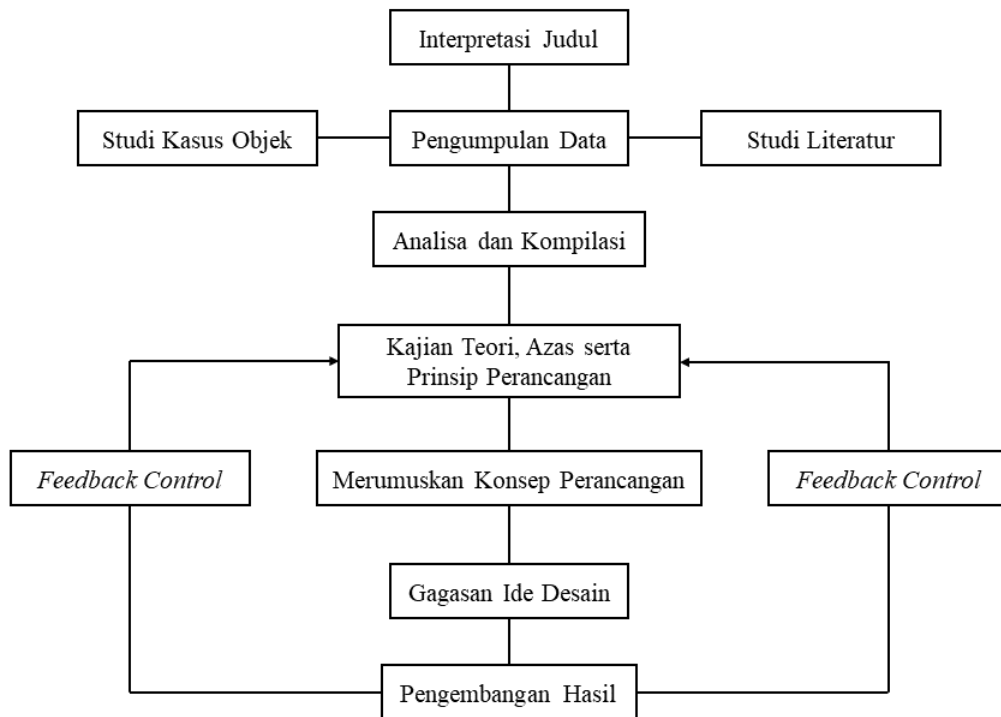 Interpretasi Judul
Studi Kasus Objek
Pengumpulan Data
Studi Literatur
Analisa dan Kompilasi
Kajian Teori, Azas serta
Prinsip Perancangan
Feedback Control
Merumuskan Konsep Perancangan
Feedback Control
Gagasan Ide Desain
Pengembangan Hasil